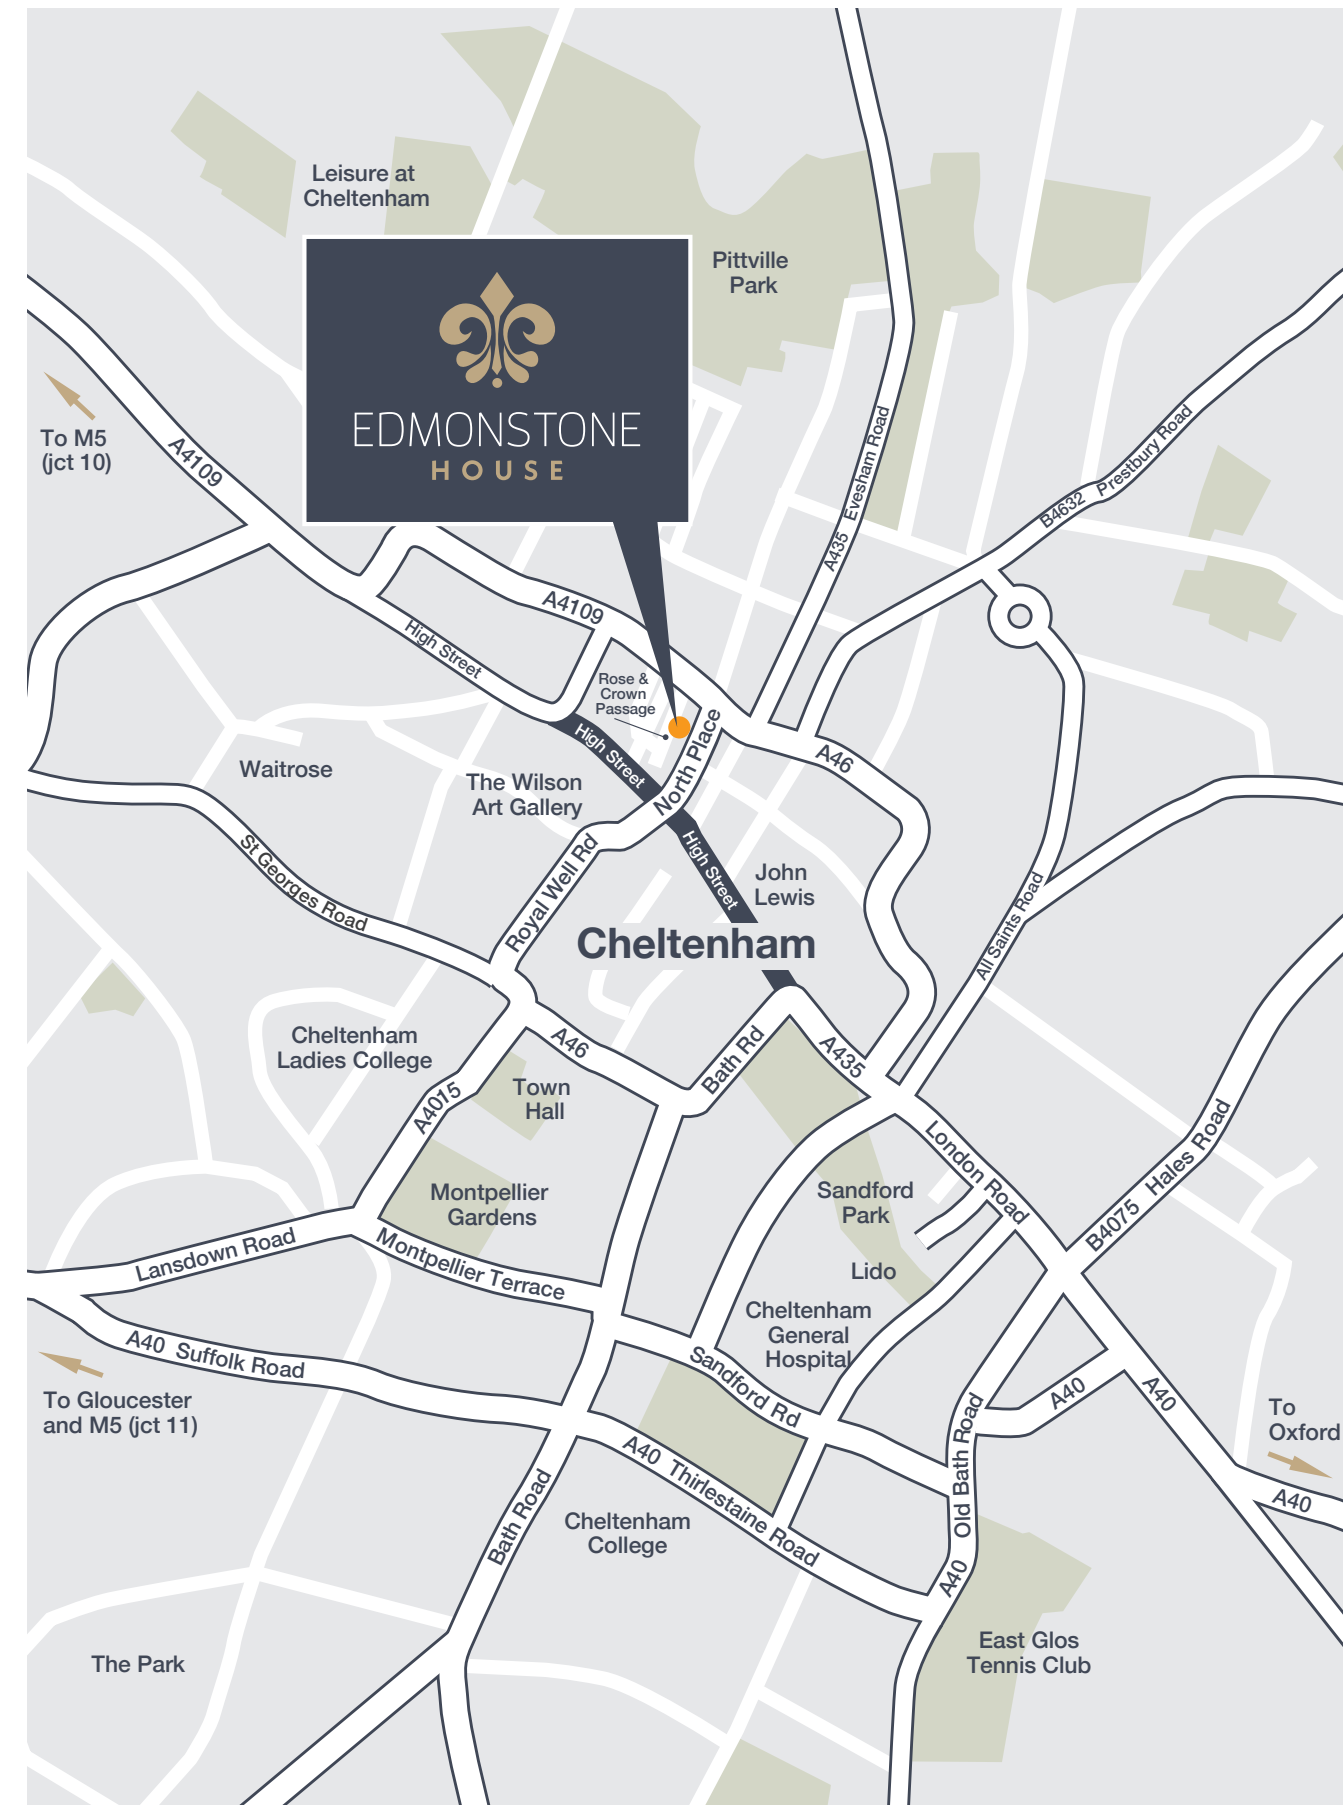 Leisure at
Cheltenham
Pittville
Park
EDMONSTONE
HOUSE
To M5
(jct 10)
A4109
A435 Evesham Road
B4632 Prestbury Road
A4109
High Street
Rose &
Crown
Passage
North Place
High Street
A46
Waitrose
The Wilson
Art Gallery
High Street
St Georges Road
Royal Well Rd
John
Lewis
All Saints Road
Cheltenham
Cheltenham
Ladies College
A46
Bath Rd
A435
Town
Hall
A4015
London Road
B4075 Hales Road
Montpellier
Gardens
Sandford
Park
Lansdown Road
Montpellier Terrace
Lido
Cheltenham
General
Hospital
A40 Suffolk Road
Sandford Rd
To Gloucester
and M5 (jct 11)
A40
A40
To
Oxford
A40
A40 Thirlestaine Road
Old Bath Road
A40
Bath Road
Cheltenham
College
The Park
East Glos
Tennis Club